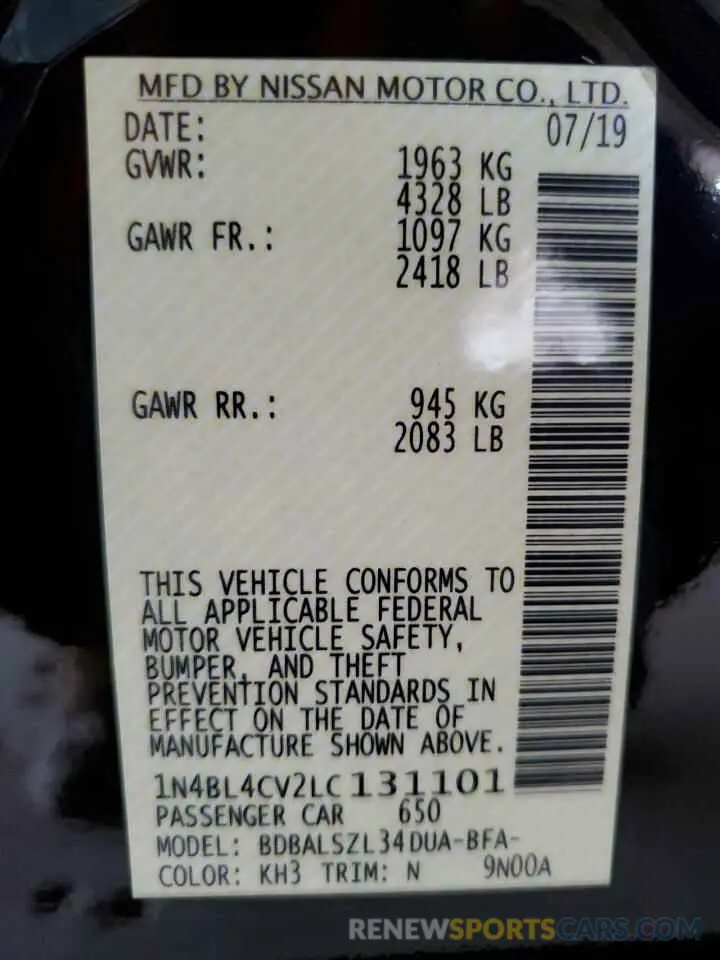 MFD BY NISSAN MOTOR CO., LTD.
DATE: 07/19
GVWR: 1963 KG
4328 LB
GAWR FR.: 1097 KG
2418 LB
GAWR RR.: 945 KG
2083 LB
THIS VEHICLE CONFORMS TO
ALL APPLICABLE FEDERAL
MOTOR VEHICLE SAFETY,
BUMPER, AND THEFT
PREVENTION STANDARDS IN
EFFECT ON THE DATE OF
MANUFACTURE SHOWN ABOVE.
1N4BL4CV2LC131101
PASSENGER CAR 650
MODEL: BDBALSZL34DUA-BFA-
COLOR: KH3 TRIM: N 9N00A
RENEWSPORTSCARS.COM